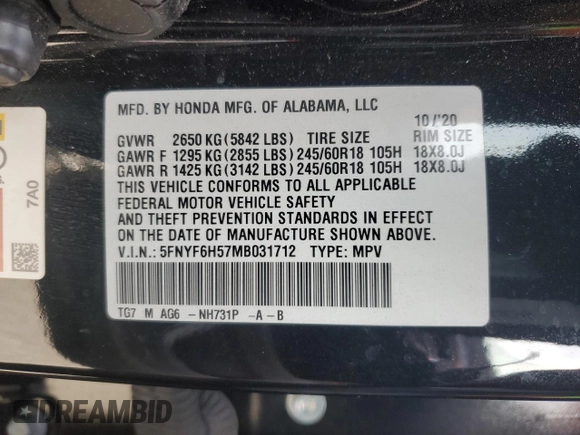 MFD. BY HONDA MFG. OF ALABAMA, LLC
10/'20
GVWR 2650 KG (5842 LBS) TIRE SIZE RIM SIZE
GAWR F 1295 KG (2855 LBS) 245/60R18 105H 18X8.0J
GAWR R 1425 KG (3142 LBS) 245/60R18 105H 18X8.0J
THIS VEHICLE CONFORMS TO ALL APPLICABLE
FEDERAL MOTOR VEHICLE SAFETY
AND THEFT PREVENTION STANDARDS IN EFFECT
ON THE DATE OF MANUFACTURE SHOWN ABOVE.
V.I.N.: 5FNYF6H57MB031712 TYPE: MPV
TG7 M AG6 - NH731P -A - B
7A0
DREAMBID